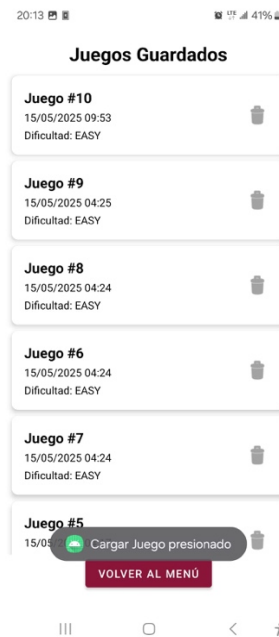 20:13 LTE 41%
Juegos Guardados
Juego #10
15/05/2025 09:53
Dificultad: EASY
Juego #9
15/05/2025 04:25
Dificultad: EASY
Juego #8
15/05/2025 04:24
Dificultad: EASY
Juego #6
15/05/2025 04:24
Dificultad: EASY
Juego #7
15/05/2025 04:24
Dificultad: EASY
Juego #5
15/05/
Cargar Juego presionado
VOLVER AL MENÚ